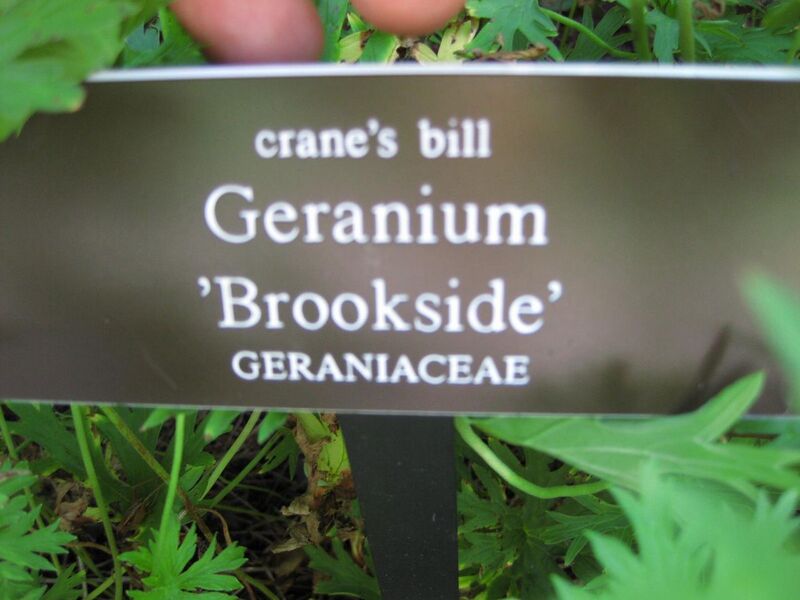 crane's bill
Geranium
'Brookside'
GERANIACEAE